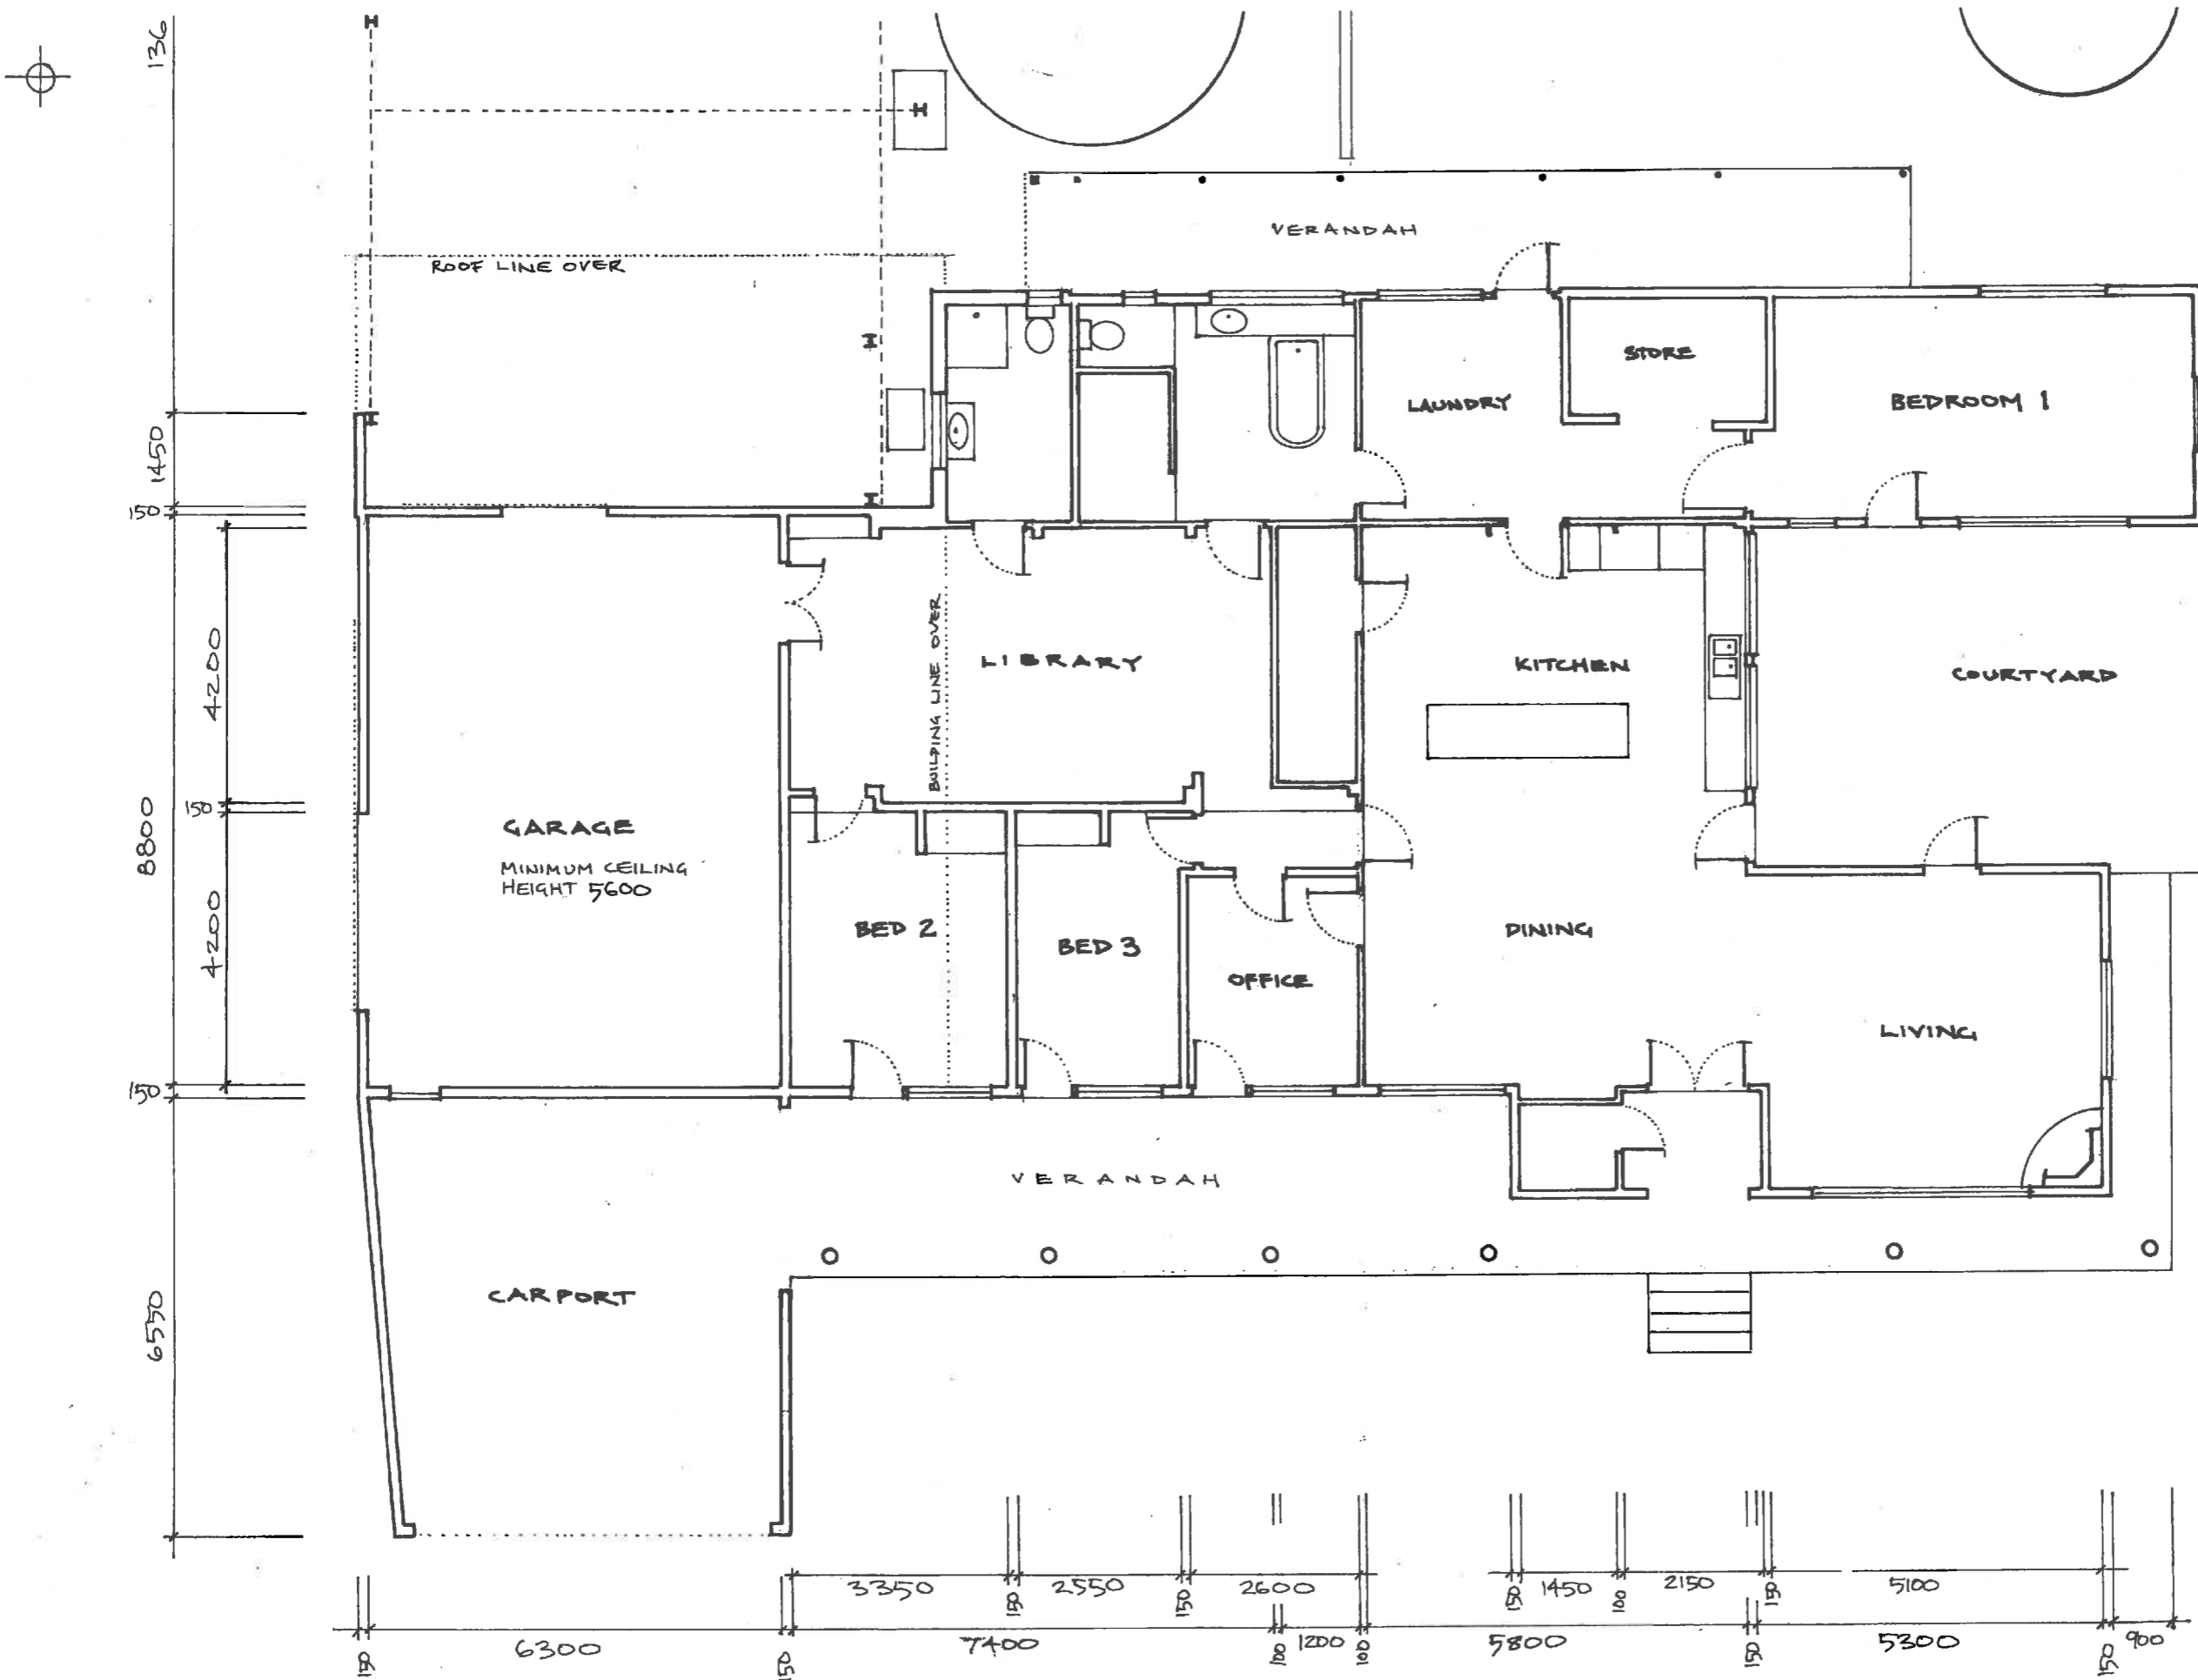 136
H
H
ROOF LINE OVER
VERANDAH
H
H
H
STORE
LAUNDRY
BEDROOM 1
1450
150
4200
BUILDING LINE OVER
LIBRARY
KITCHEN
COURTYARD
150
8800
GARAGE
MINIMUM CEILING
HEIGHT 5600
4200
BED 2
BED 3
OFFICE
DINING
LIVING
150
VERANDAH
CARPORT
6550
3350
150
2550
150
2600
150
1450
100
2150
150
5100
150
6300
150
7400
100
1200
100
5800
150
5300
150
900